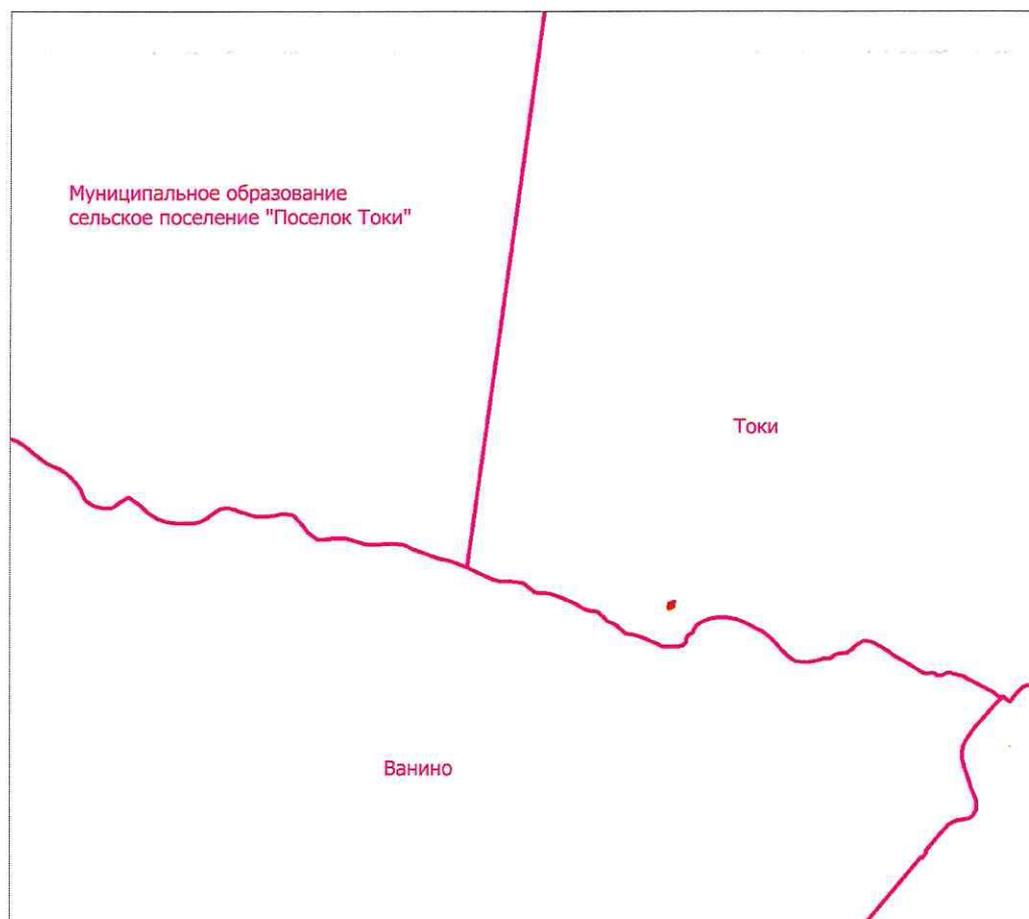 Муниципальное образование
сельское поселение "Поселок Токи"
Токи
Ванино